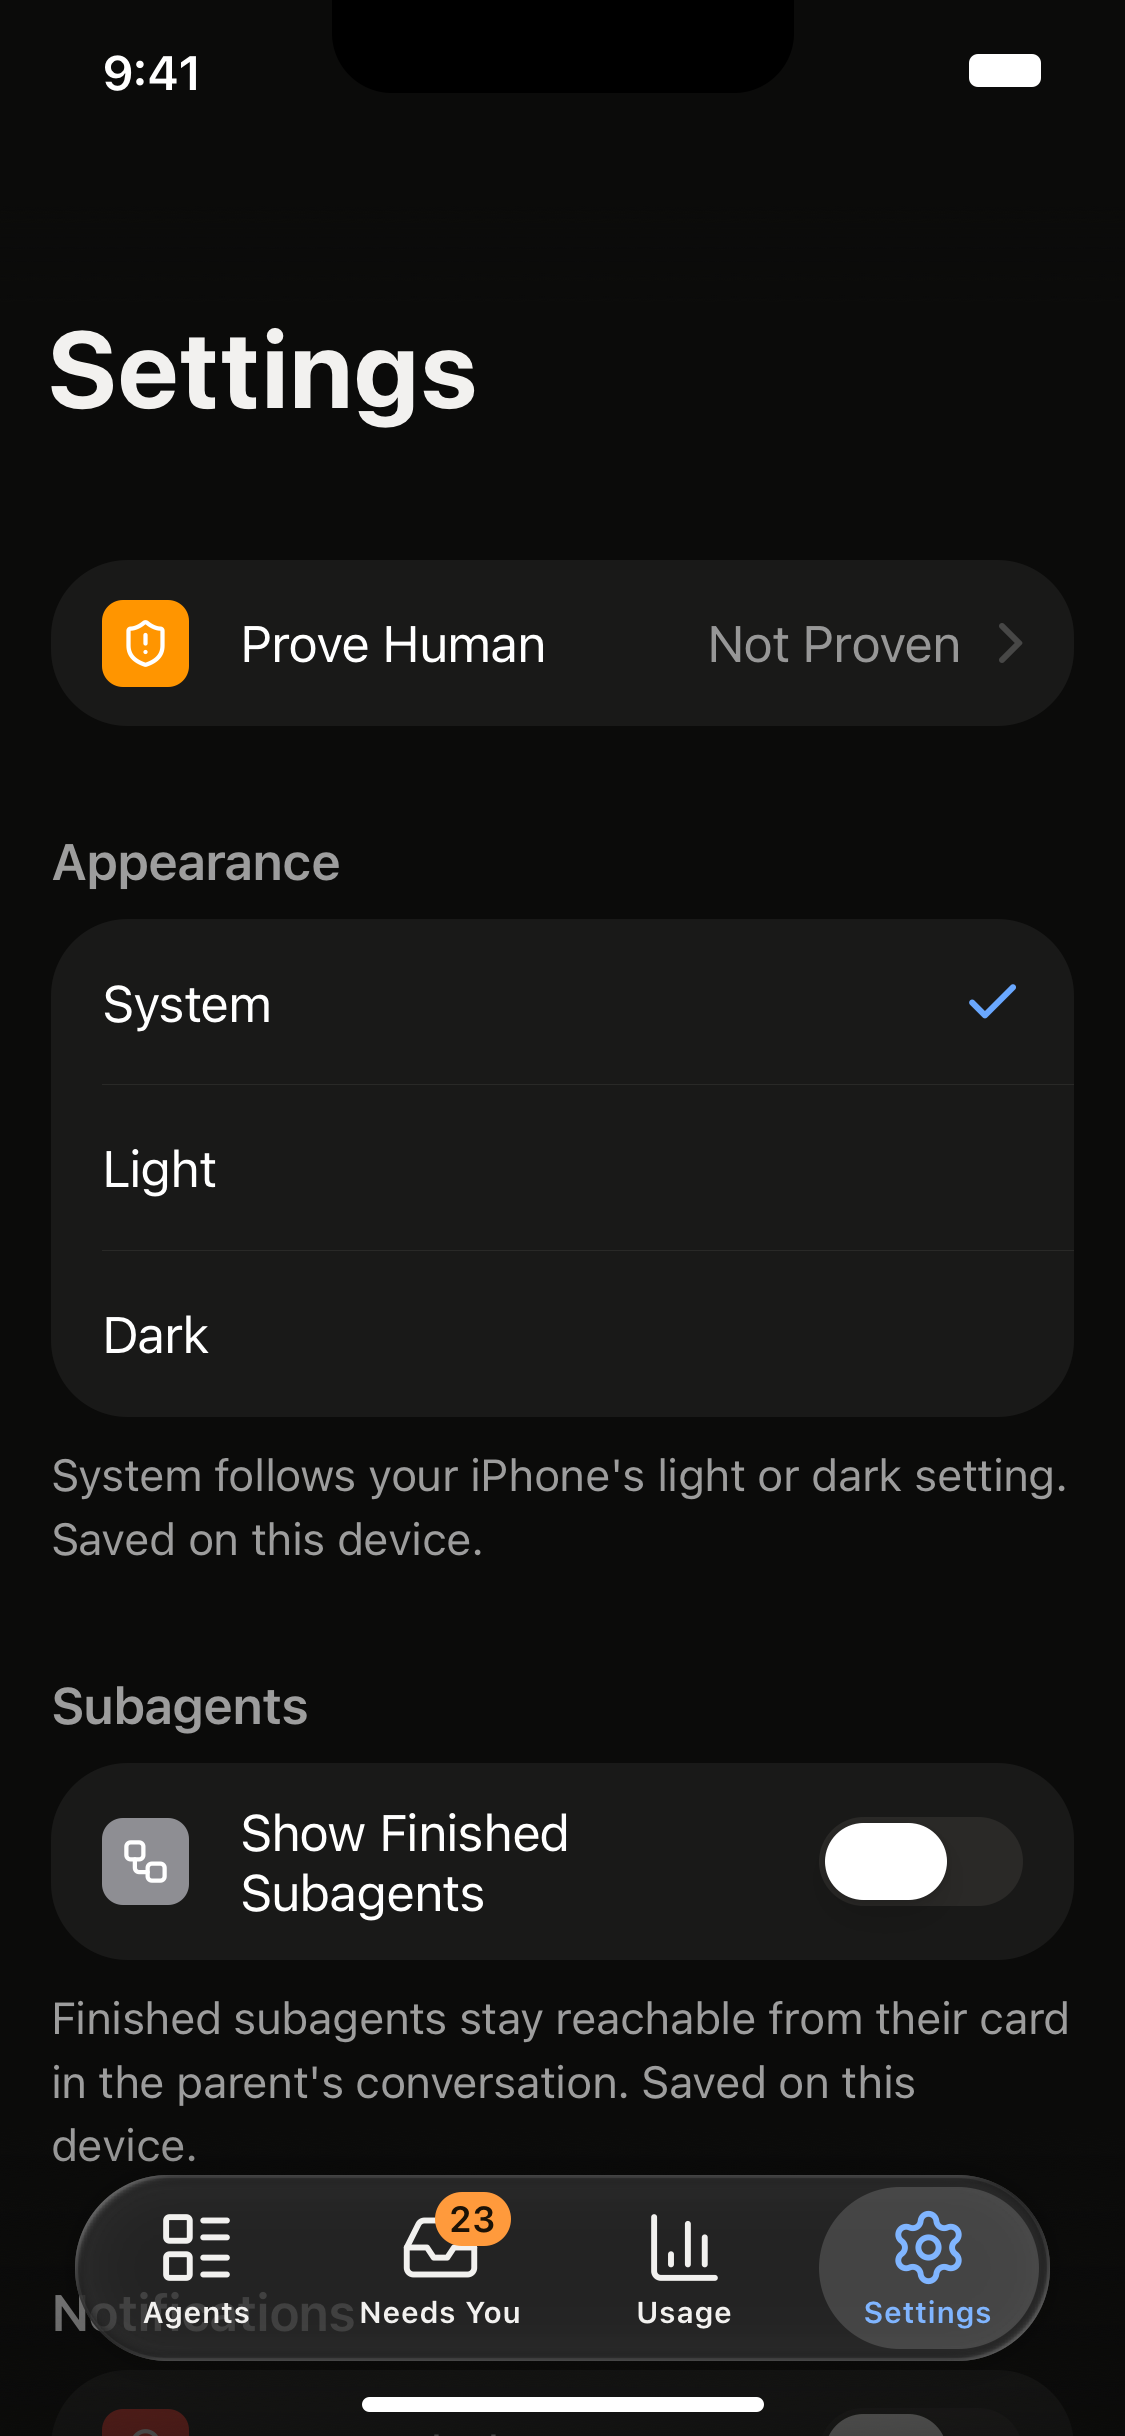 9:41
Settings
Prove Human
Not Proven
Appearance
System
Light
Dark
System follows your iPhone's light or dark setting.
Saved on this device.
Subagents
Show Finished
Subagents
Finished subagents stay reachable from their card
in the parent's conversation. Saved on this
device.
Notifications
23
Agents
Needs You
Usage
Settings